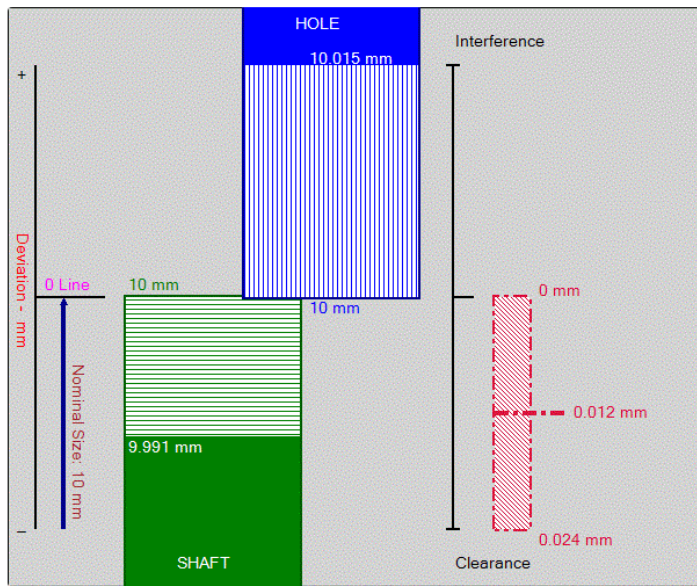 HOLE
Interference
10.015 mm
+
Deviation - mm
0 Line
10 mm
0 mm
10 mm
Nominal Size: 10 mm
0.012 mm
9.991 mm
–
0.024 mm
SHAFT
Clearance